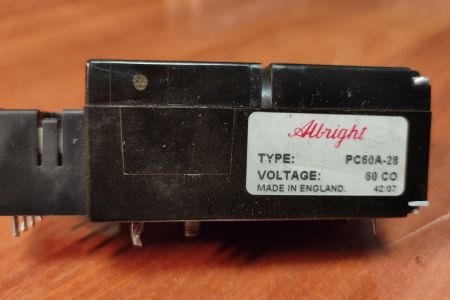 Albright
TYPE: PC60A-28
VOLTAGE: 60 CO
MADE IN ENGLAND. 42/07